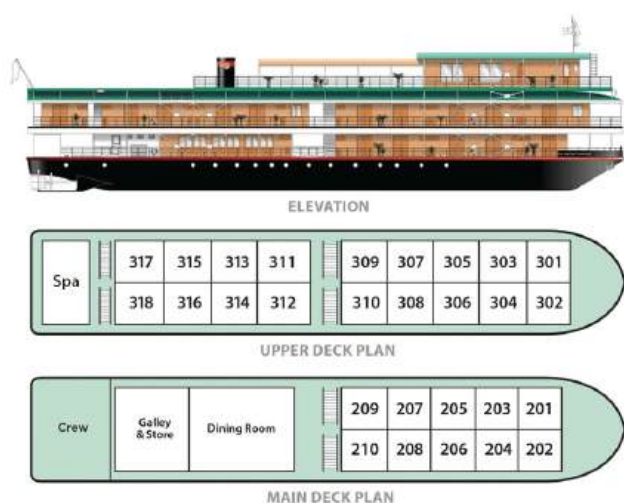 ELEVATION
Spa
317 315 313 311 309 307 305 303 301
318 316 314 312 310 308 306 304 302
UPPER DECK PLAN
Crew
Galley
& Store
Dining Room
209 207 205 203 201
210 208 206 204 202
MAIN DECK PLAN